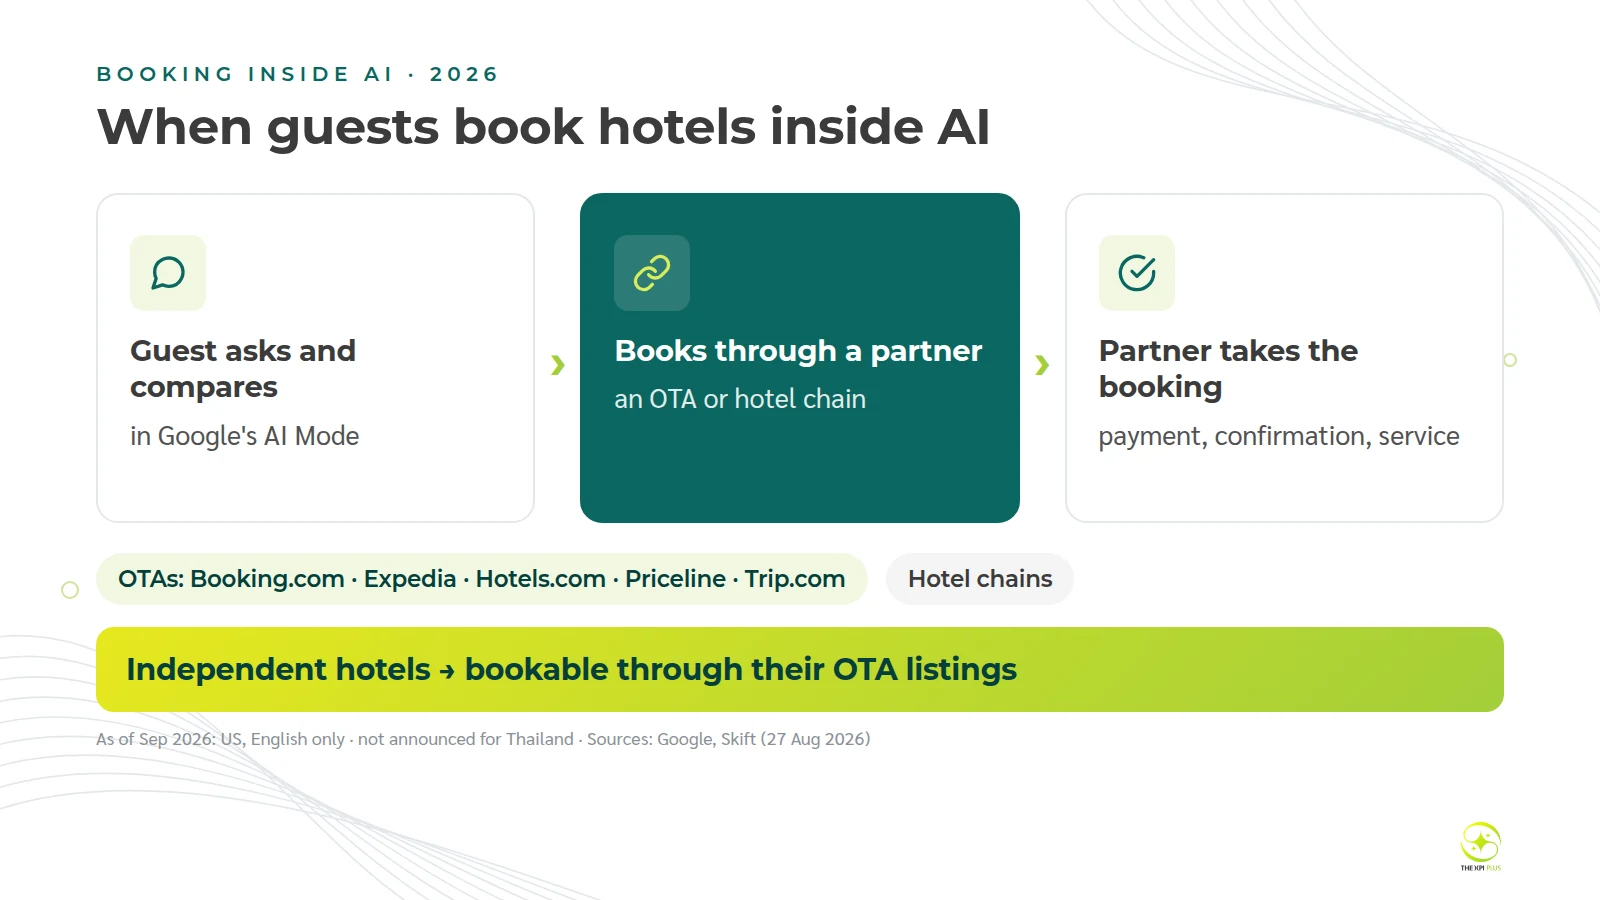 BOOKING INSIDE AI · 2026
When guests book hotels inside AI
Guest asks and
compares
in Google's AI Mode
›
Books through a partner
an OTA or hotel chain
›
Partner takes the
booking
payment, confirmation, service
OTAs: Booking.com · Expedia · Hotels.com · Priceline · Trip.com
Hotel chains
Independent hotels → bookable through their OTA listings
As of Sep 2026: US, English only · not announced for Thailand · Sources: Google, Skift (27 Aug 2026)
THE XPI PLUS